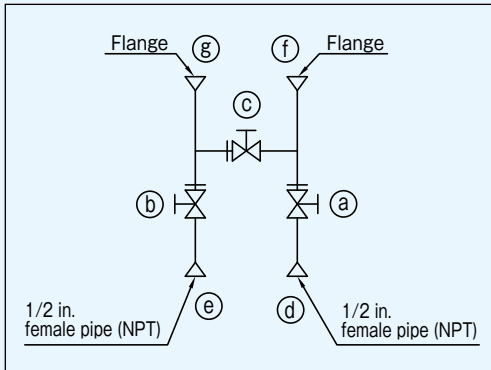 Flange g f Flange
c
b a
e d
1/2 in.
female pipe (NPT)
1/2 in.
female pipe (NPT)